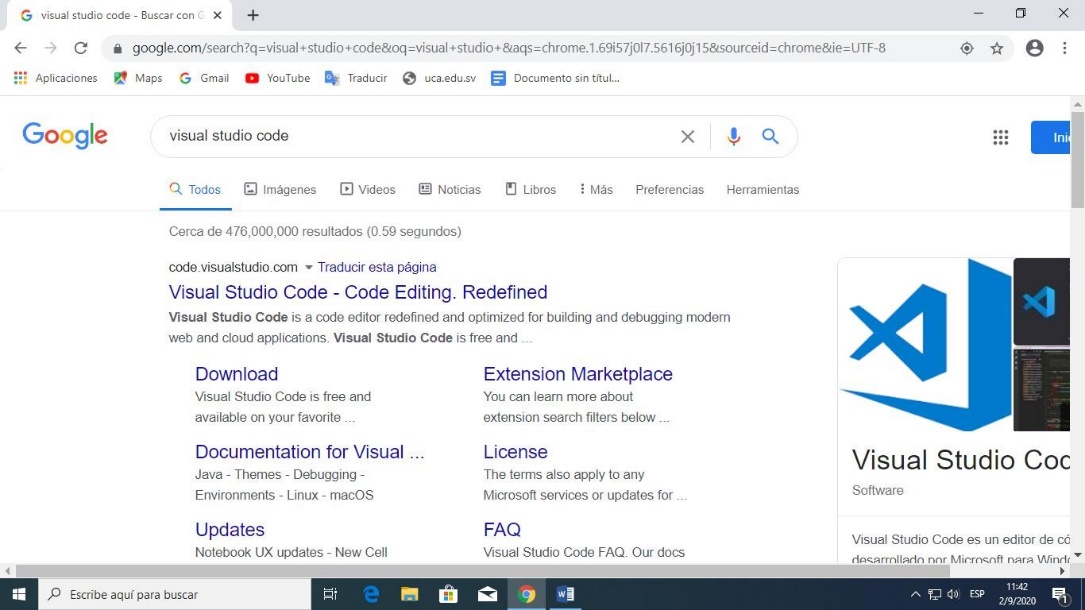 visual studio code - Buscar con G
google.com/search?q=visual+studio+code&oq=visual+studio+&aqs=chrome.1.69i57j0l7.5616j0j15&sourceid=chrome&ie=UTF-8
Aplicaciones Maps Gmail YouTube Traducir uca.edu.sv Documento sin títul...
Google visual studio code Inic
Todos Imágenes Videos Noticias Libros Más Preferencias Herramientas
Cerca de 476,000,000 resultados (0.59 segundos)
code.visualstudio.com Traducir esta página
Visual Studio Code - Code Editing. Redefined
Visual Studio Code is a code editor redefined and optimized for building and debugging modern
web and cloud applications. Visual Studio Code is free and ...
Download
Visual Studio Code is free and
available on your favorite ...
Extension Marketplace
You can learn more about
extension search filters below ...
Documentation for Visual ...
Java - Themes - Debugging -
Environments - Linux - macOS
License
The terms also apply to any
Microsoft services or updates for ...
Updates
Notebook UX updates - New Cell
FAQ
Visual Studio Code FAQ. Our docs
Visual Studio Cod
Software
Visual Studio Code es un editor de có
desarrollado por Microsoft para Windo
Escribe aquí para buscar
ESP
11:42
2/9/2020
1